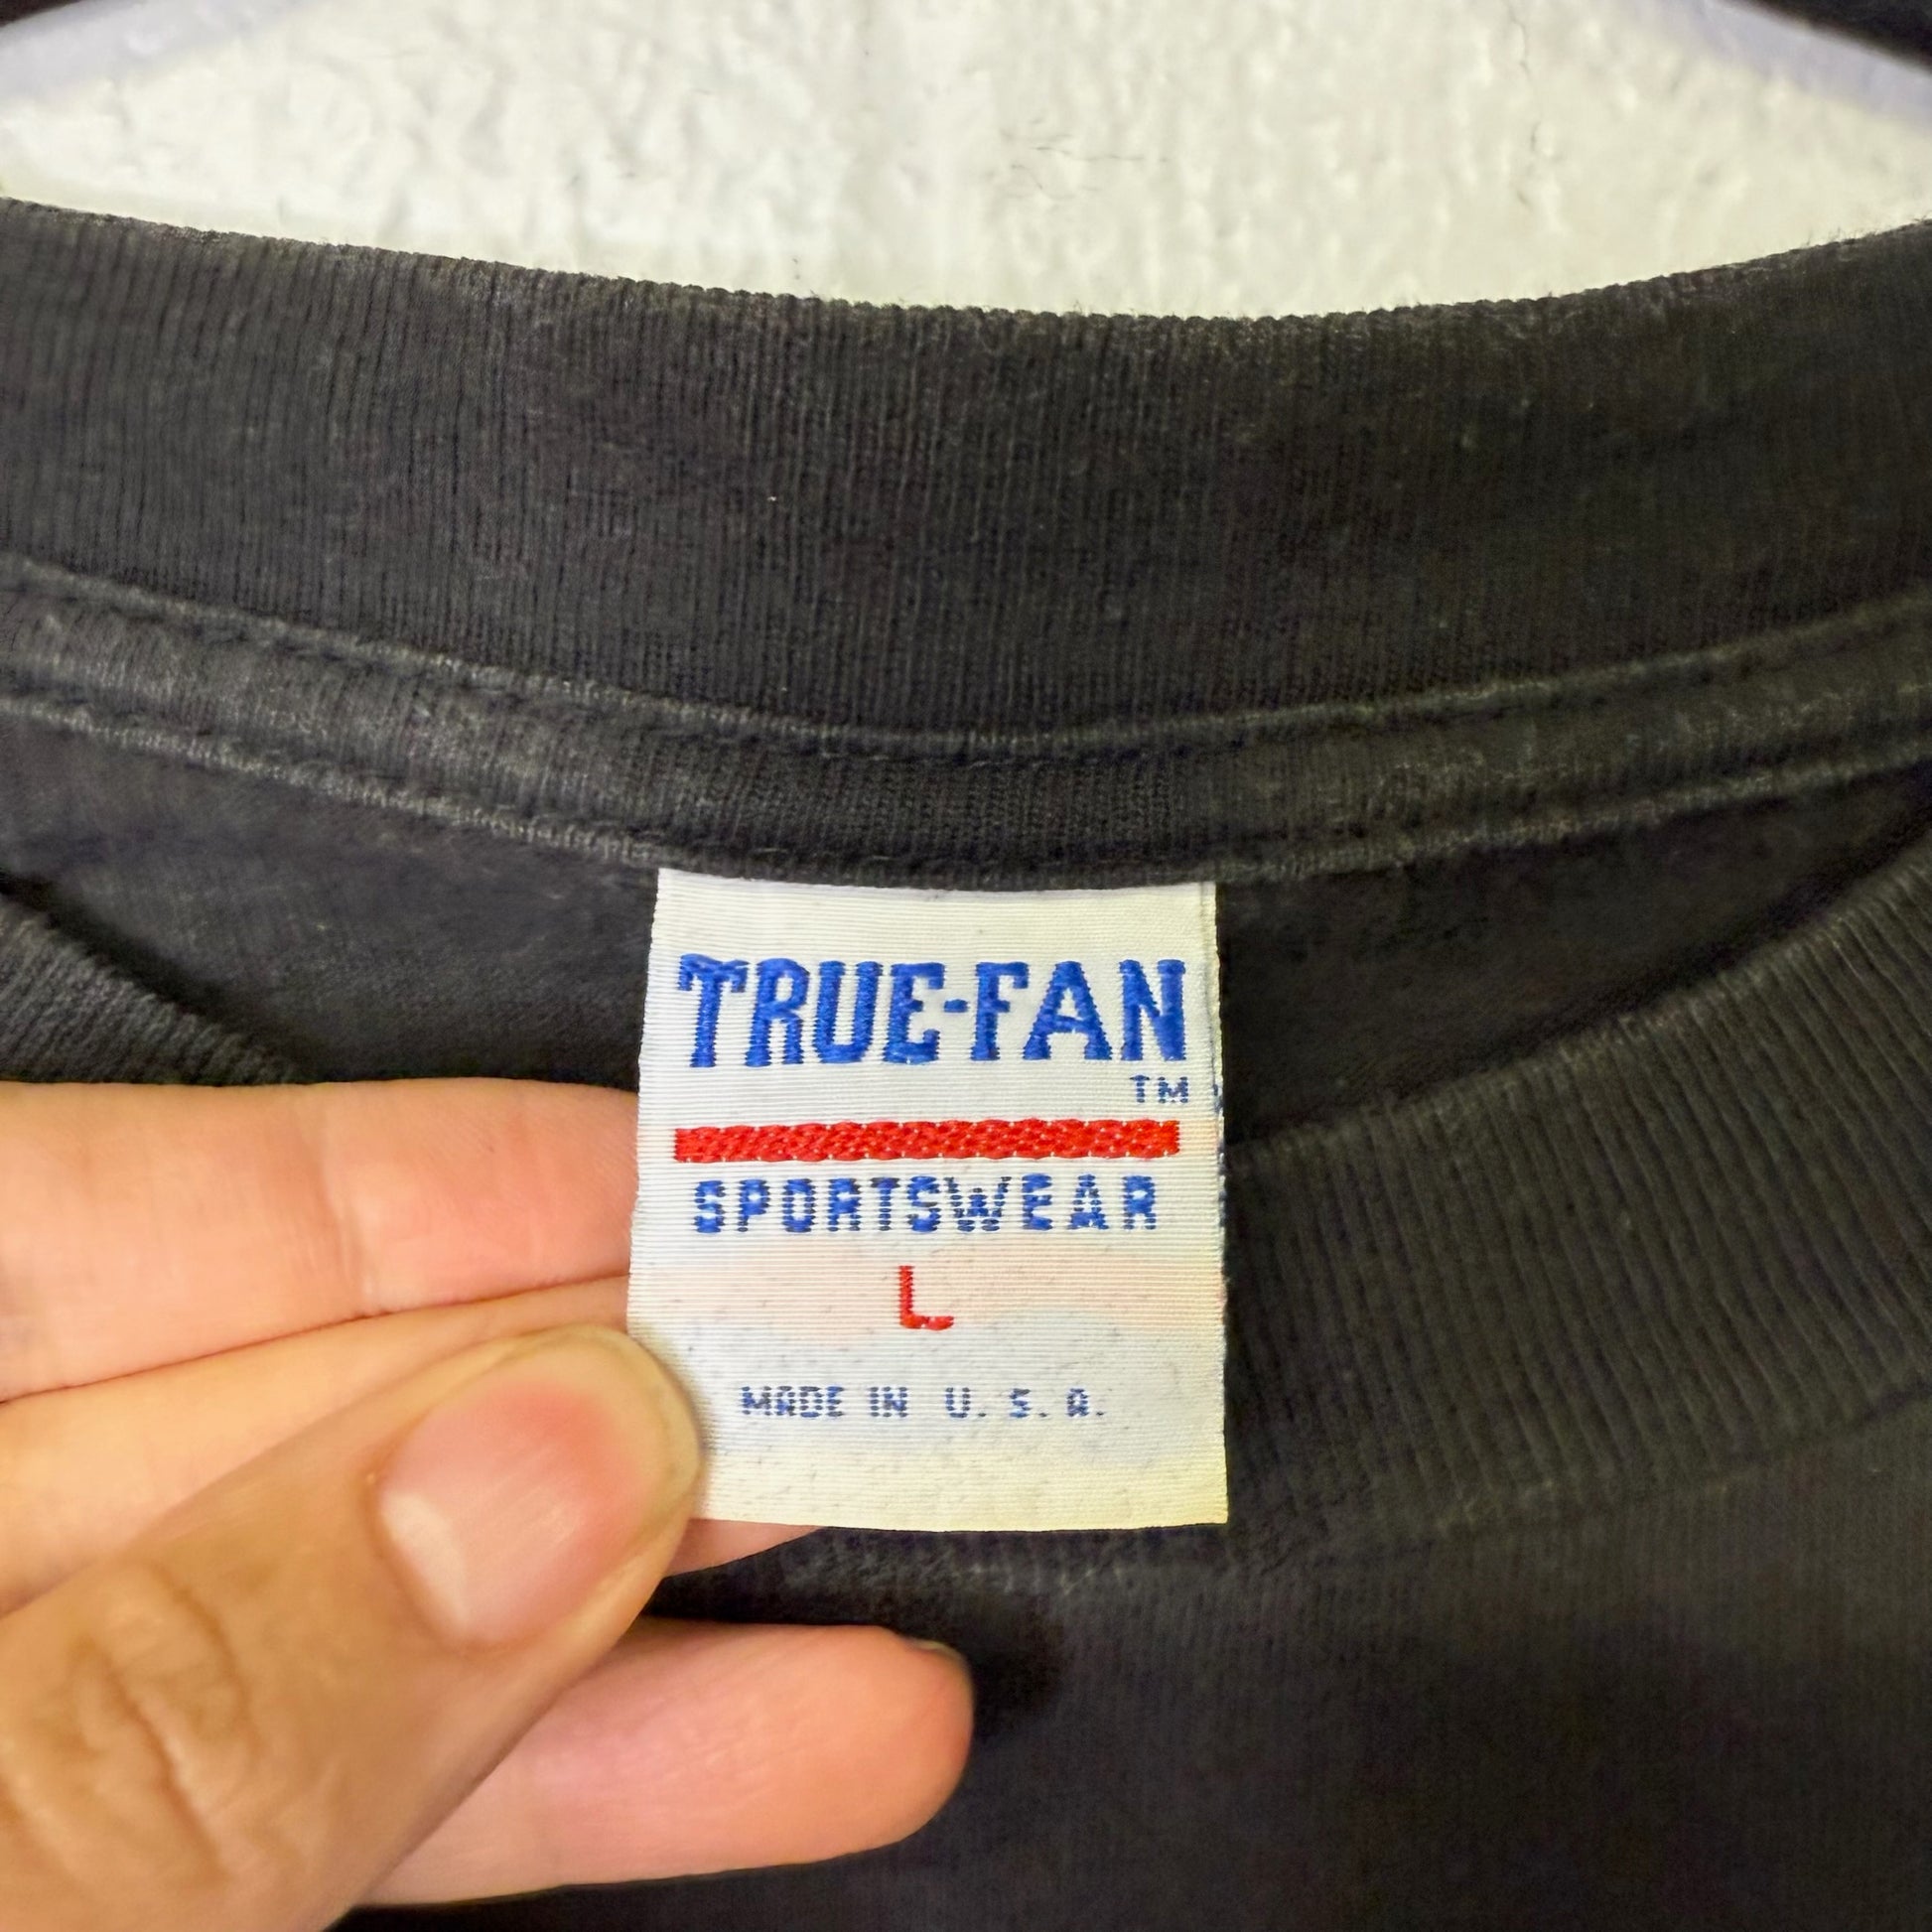 TRUE-FAN
TM
SPORTSWEAR
L
MADE IN U.S.A.